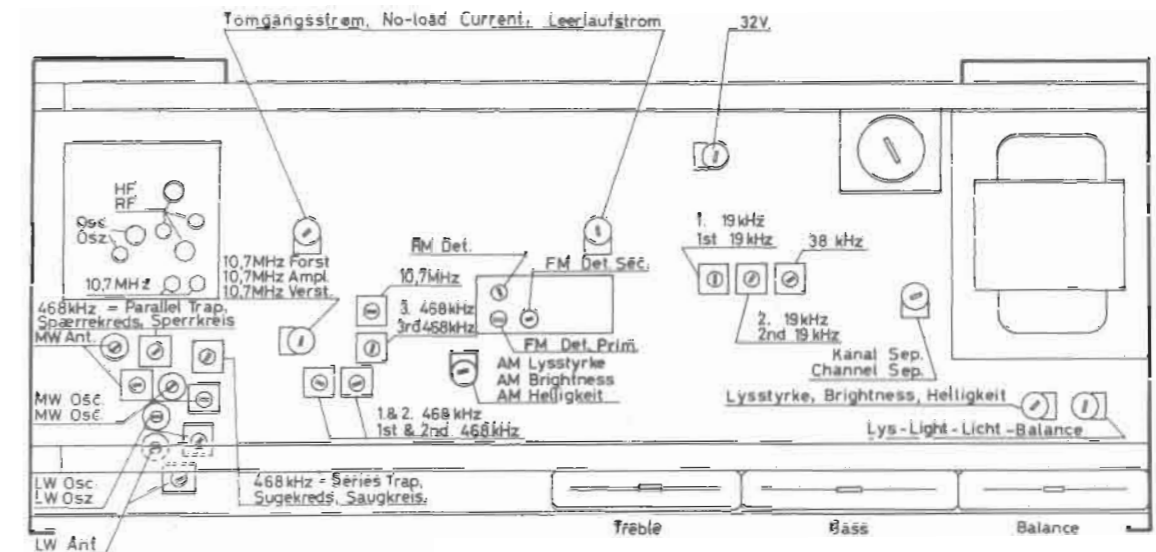 Tomgangsstrøm, No-load Current, Leerlaufstrom
32V.
HF.
RF.
Osc.
Osz.
10,7MHz
10,7MHz Forst
10,7MHz Ampl.
10,7MHz Verst.
468kHz = Parallel Trap,
Spærrekreds, Sperrkreis
MW Ant.
MW Osc.
MW Osc.
LW Osc
LW Osz
LW Ant
468kHz = Series Trap,
Sugekreds, Saugkreis.
10,7MHz
3. 468kHz
3rd 468kHz
1.& 2. 468 kHz
1st & 2nd 468kHz
FM Det.
FM Det. Sec.
FM Det. Prim.
AM Lysstyrke
AM Brightness
AM Helligkeit
1. 19kHz
1st 19kHz
38 kHz
2. 19kHz
2nd 19kHz
Kanal Sep.
Channel Sep.
Lysstyrke, Brightness, Helligkeit
Lys-Light-Licht-Balance
Treble
Bass
Balance